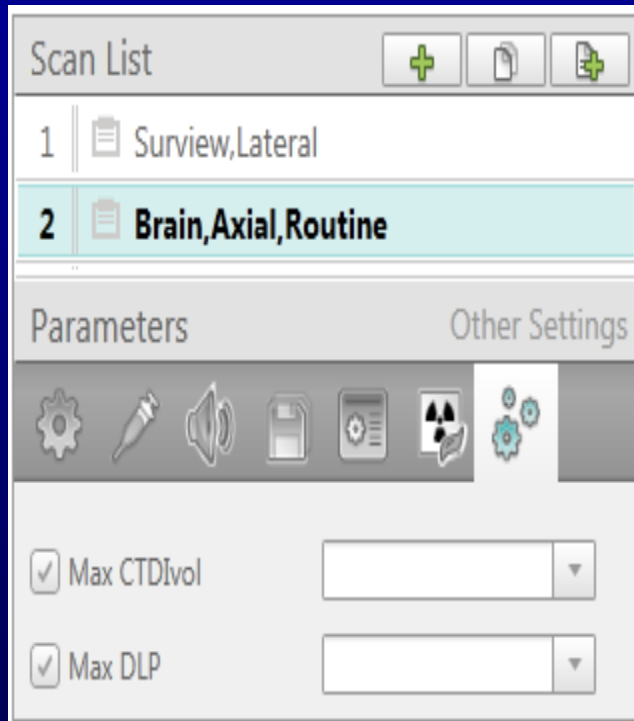 Scan List
1 Surview,Lateral
2 Brain,Axial,Routine
Parameters Other Settings
Max CTDIvol
Max DLP